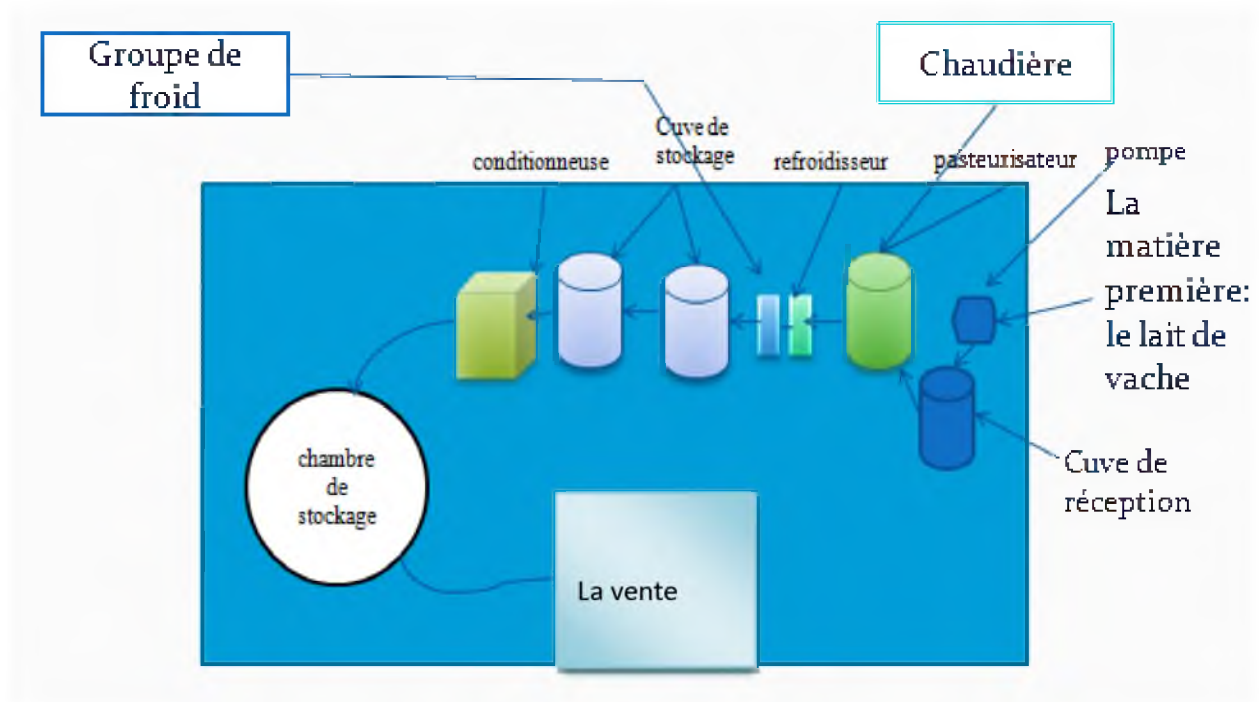 Groupe de
froid
Chaudière
Cuve de
stockage
conditionneuse
refroidisseur
pasteurisateur
pompe
La
matière
première:
le lait de
vache
Cuve de
réception
chambre
de
stockage
La vente